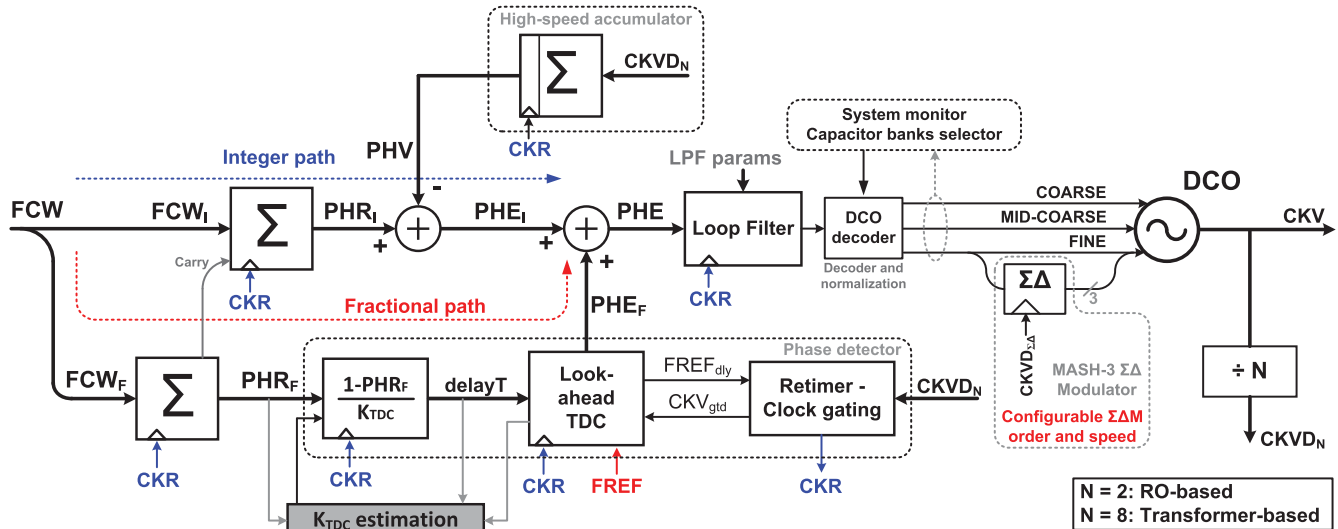 High-speed accumulator
Σ
CKVD_N
CKR
PHV
Integer path
-
FCW
FCW_I
Σ
PHR_I
+
+
PHE_I
+
+
+
PHE
LPF params
Loop Filter
CKR
System monitor
Capacitor banks selector
DCO
decoder
Decoder and
normalization
COARSE
MID-COARSE
FINE
DCO
CKV
Carry
CKR
Fractional path
PHE_F
ΣΔ
3
CKVD_ΣΔ
MASH-3 ΣΔ
Modulator
Configurable ΣΔM
order and speed
÷ N
CKVD_N
FCW_F
Σ
CKR
PHR_F
Phase detector
1-PHR_F
K_TDC
CKR
delayT
Look-
ahead
TDC
CKR
FREF
FREF_dly
CKV_gtd
Retimer -
Clock gating
CKR
CKVD_N
K_TDC estimation
N = 2: RO-based
N = 8: Transformer-based